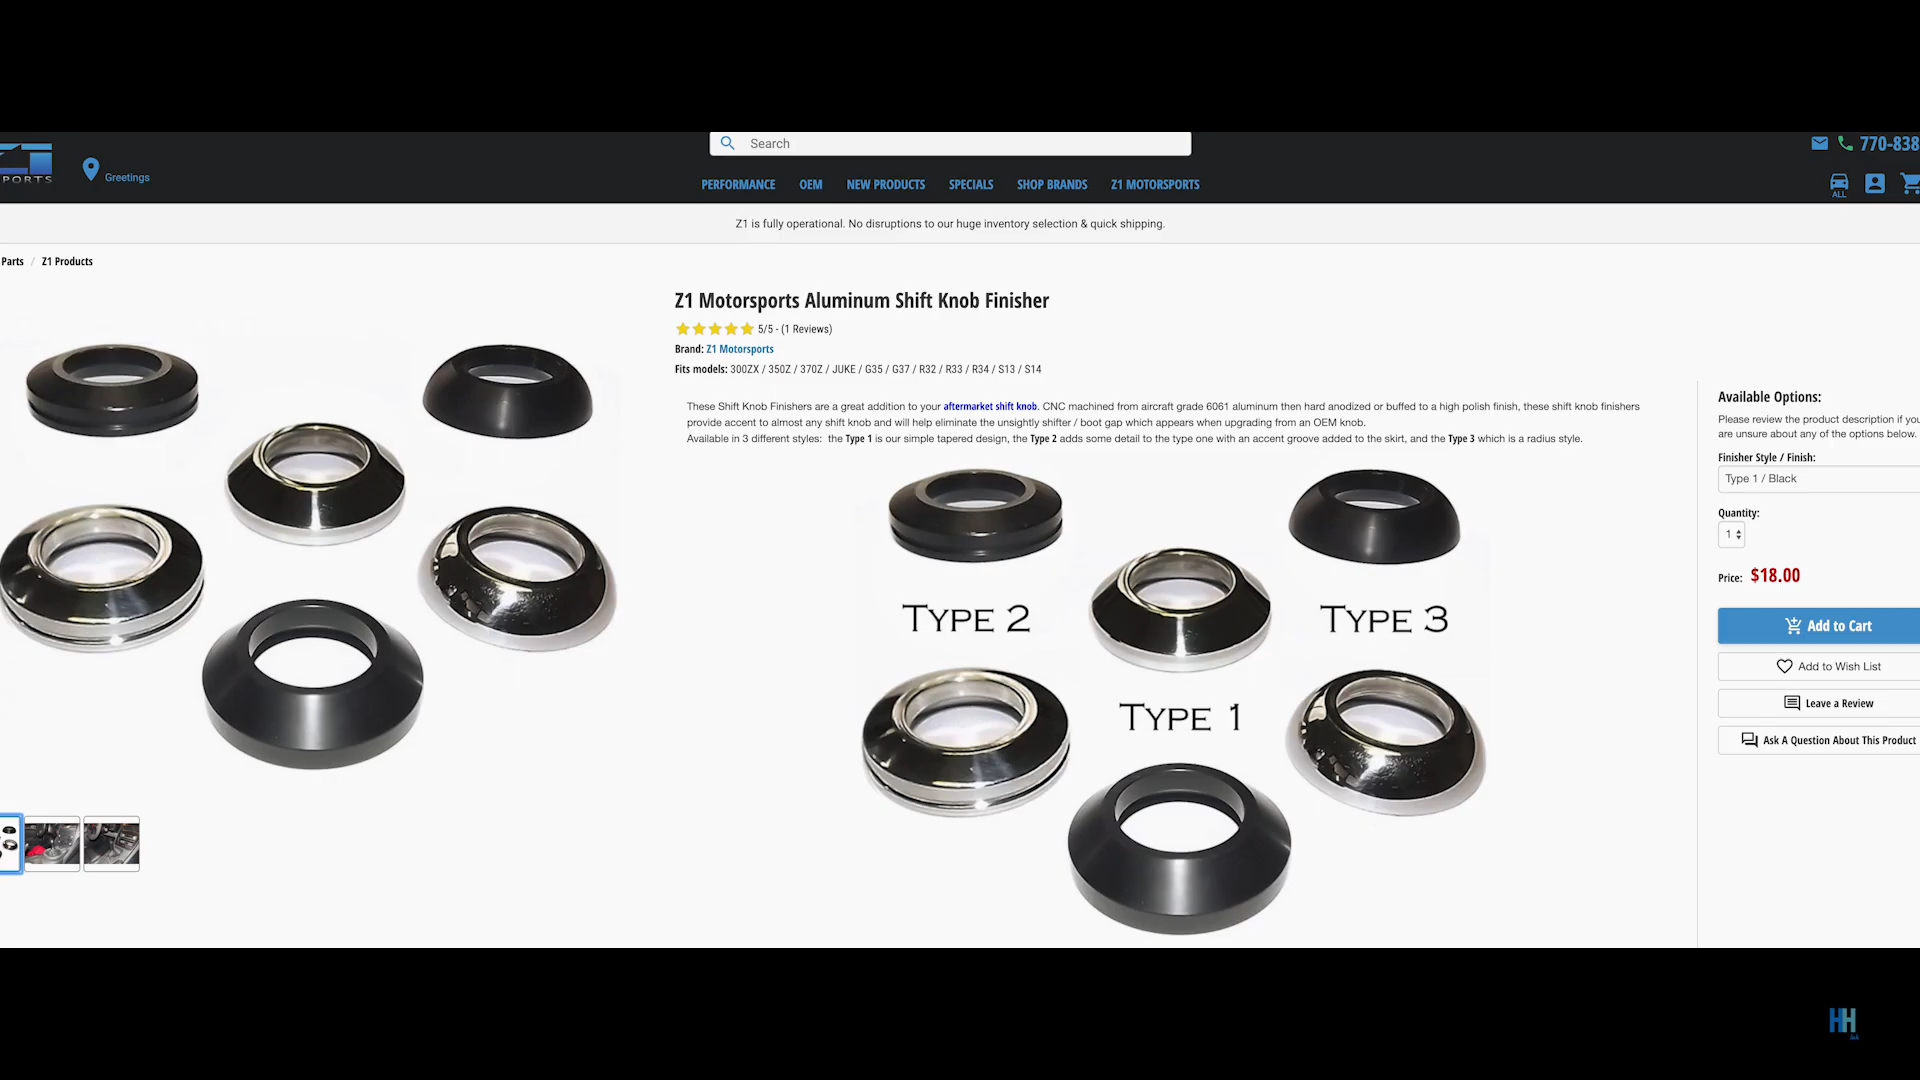 Search
770-838
PORTS
Greetings
PERFORMANCE OEM NEW PRODUCTS SPECIALS SHOP BRANDS Z1 MOTORSPORTS
ALL
Z1 is fully operational. No disruptions to our huge inventory selection & quick shipping.
Parts / Z1 Products
Z1 Motorsports Aluminum Shift Knob Finisher
5/5 - (1 Reviews)
Brand: Z1 Motorsports
Fits models: 300ZX / 350Z / 370Z / JUKE / G35 / G37 / R32 / R33 / R34 / S13 / S14
These Shift Knob Finishers are a great addition to your aftermarket shift knob. CNC machined from aircraft grade 6061 aluminum then hard anodized or buffed to a high polish finish, these shift knob finishers
provide accent to almost any shift knob and will help eliminate the unsightly shifter / boot gap which appears when upgrading from an OEM knob.
Available in 3 different styles: the Type 1 is our simple tapered design, the Type 2 adds some detail to the type one with an accent groove added to the skirt, and the Type 3 which is a radius style.
TYPE 2
TYPE 3
TYPE 1
Available Options:
Please review the product description if you
are unsure about any of the options below.
Finisher Style / Finish:
Type 1 / Black
Quantity:
1
Price: $18.00
Add to Cart
Add to Wish List
Leave a Review
Ask A Question About This Product
HH